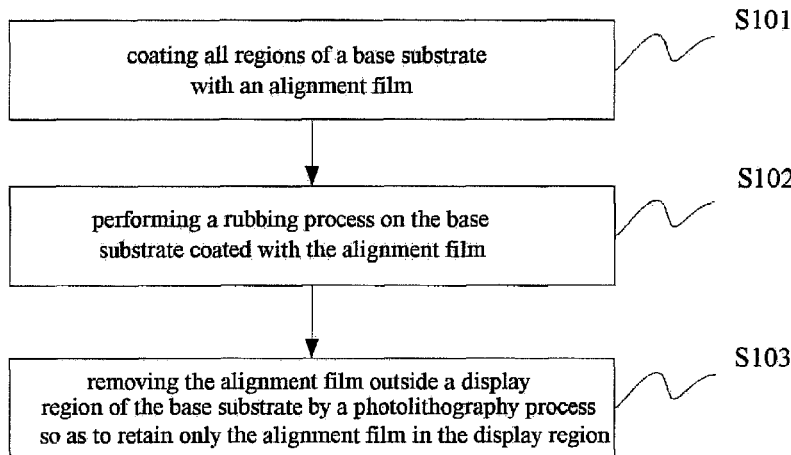 S101
coating all regions of a base substrate
with an alignment film
S102
performing a rubbing process on the base
substrate coated with the alignment film
S103
removing the alignment film outside a display
region of the base substrate by a photolithography process
so as to retain only the alignment film in the display region